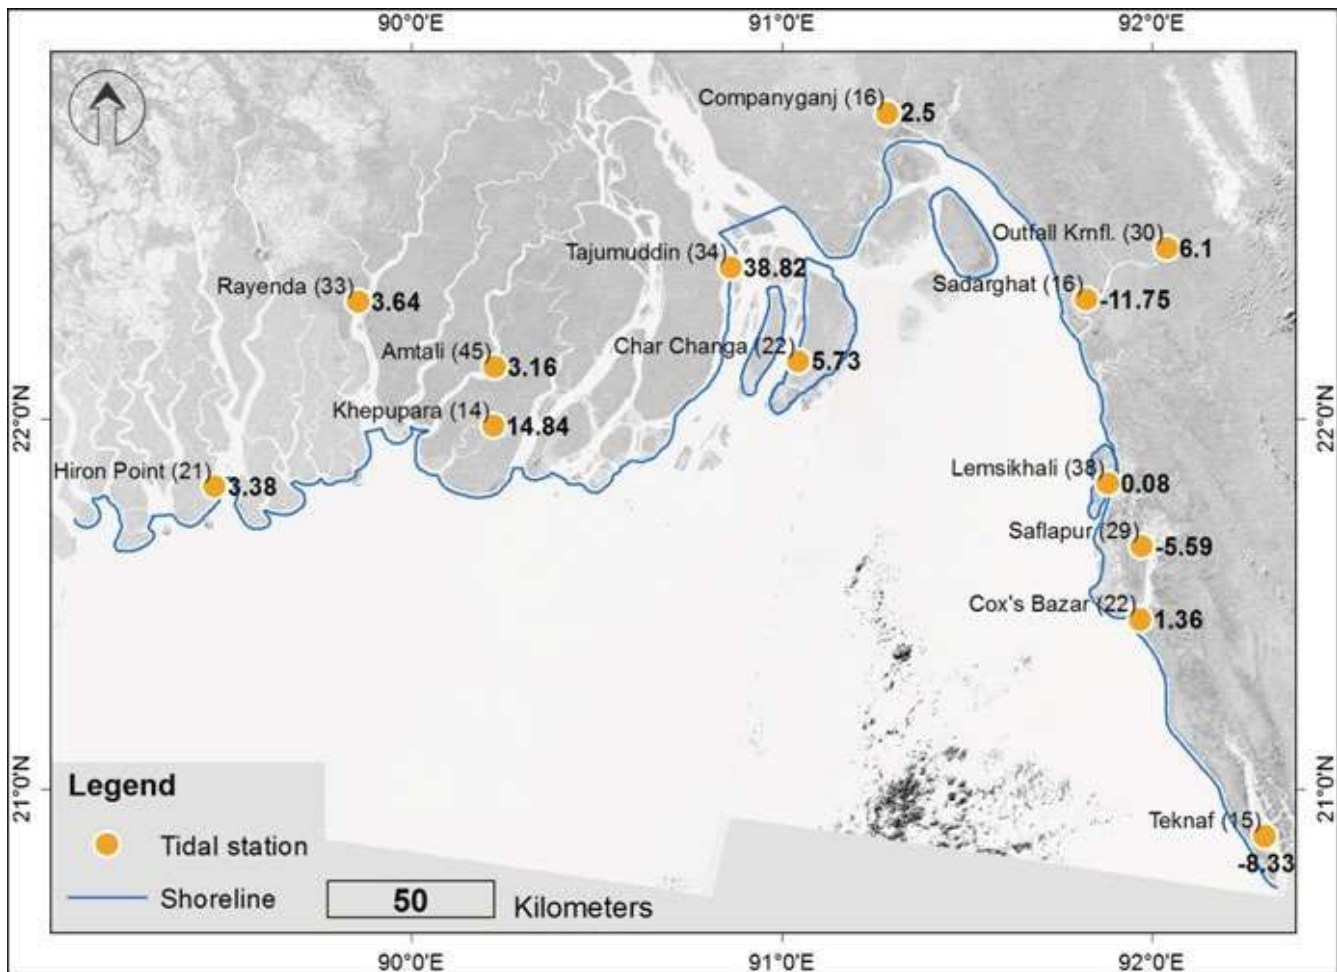 90°0'E
91°0'E
92°0'E
Companyganj (16)
2.5
Outfall Krnfl. (30)
6.1
Tajumuddin (34)
38.82
Sadarghat (16)
-11.75
Rayenda (33)
3.64
Amtali (45)
3.16
Char Changa (22)
5.73
Khepupara (14)
14.84
22°0'N
22°0'N
Hiron Point (21)
3.38
Lemsikhali (38)
0.08
Saflapur (29)
-5.59
Cox's Bazar (22)
1.36
21°0'N
21°0'N
Teknaf (15)
-8.33
Legend
Tidal station
Shoreline
50
Kilometers
90°0'E
91°0'E
92°0'E